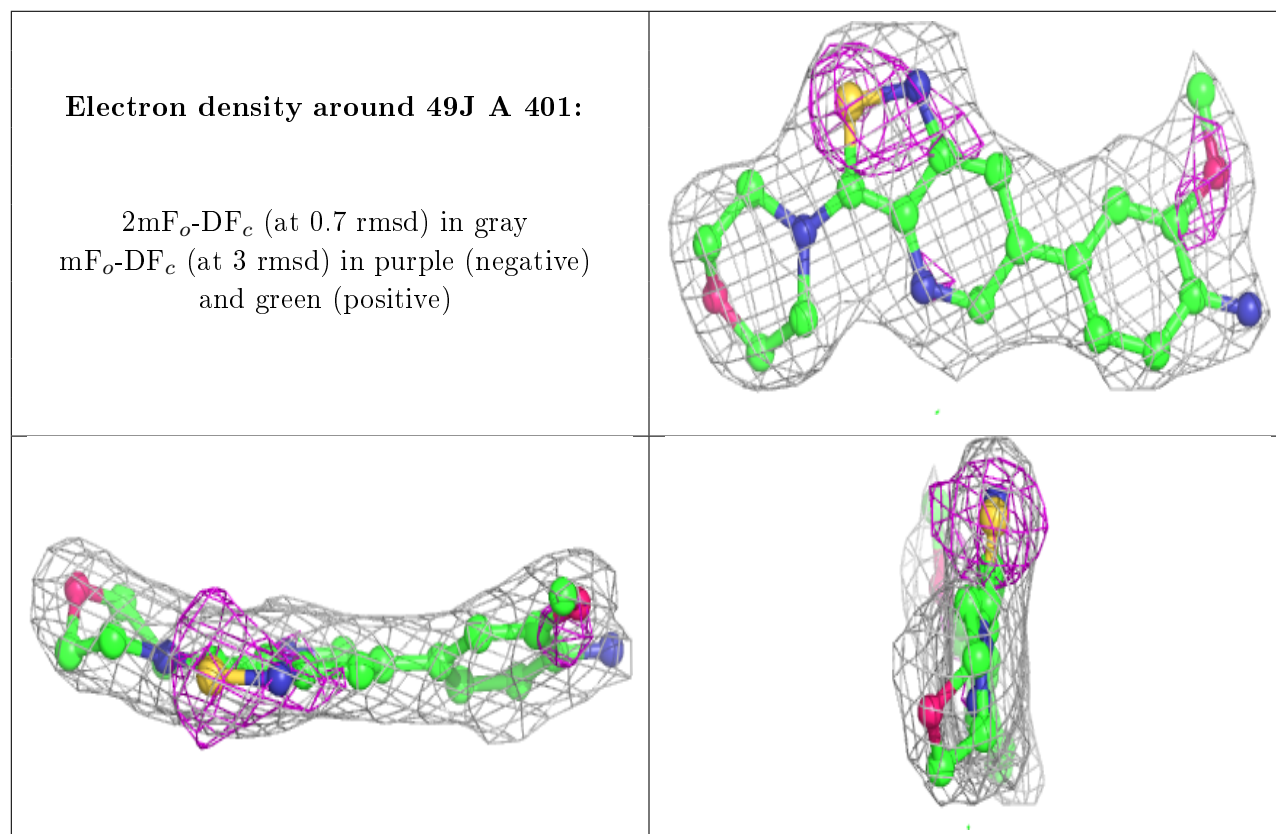 Electron density around 49J A 401:
2mFo-DFc (at 0.7 rmsd) in gray
mFo-DFc (at 3 rmsd) in purple (negative)
and green (positive)